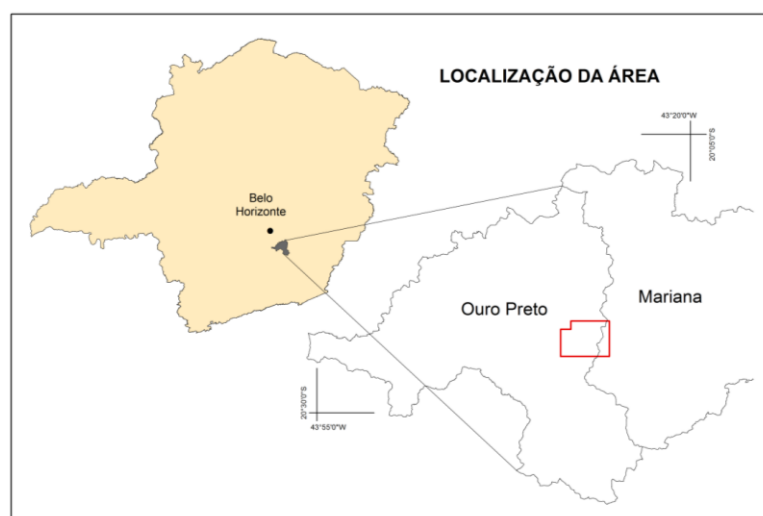 LOCALIZAÇÃO DA ÁREA
43°20'0"W
20°05'0"S
Belo
Horizonte
Ouro Preto
Mariana
20°30'0"S
43°55'0"W